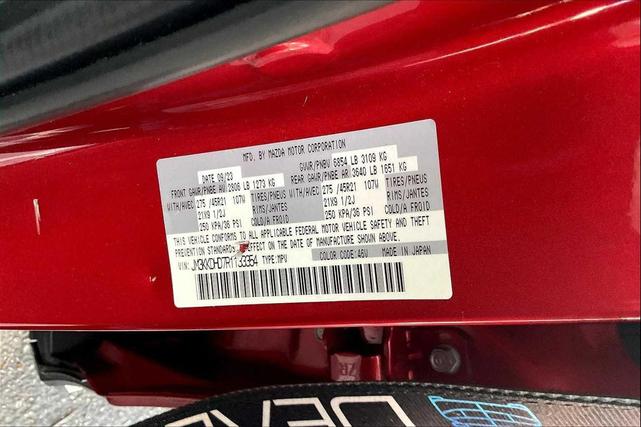 MFD. BY MAZDA MOTOR CORPORATION
DATE 09/23 GVWR/PNBV 6854 LB 3109 KG
FRONT GAWR/PNBE AV 2806 LB 1273 KG REAR GAWR/PNBE AR 3640 LB 1651 KG
WITH/AVEC 275 /45R21 107W TIRES/PNEUS WITH/AVEC 275 /45R21 107W TIRES/PNEUS
21X9 1/2J RIMS/JANTES 21X9 1/2J RIMS/JANTES
250 KPA/36 PSI COLD/A FROID 250 KPA/36 PSI COLD/A FROID
THIS VEHICLE CONFORMS TO ALL APPLICABLE FEDERAL MOTOR VEHICLE SAFETY AND THEFT
PREVENTION STANDARDS IN EFFECT ON THE DATE OF MANUFACTURE SHOWN ABOVE.
VIN: JM3KKDHD7R1133354 TYPE:MPV COLOR CODE:46V MADE IN JAPAN